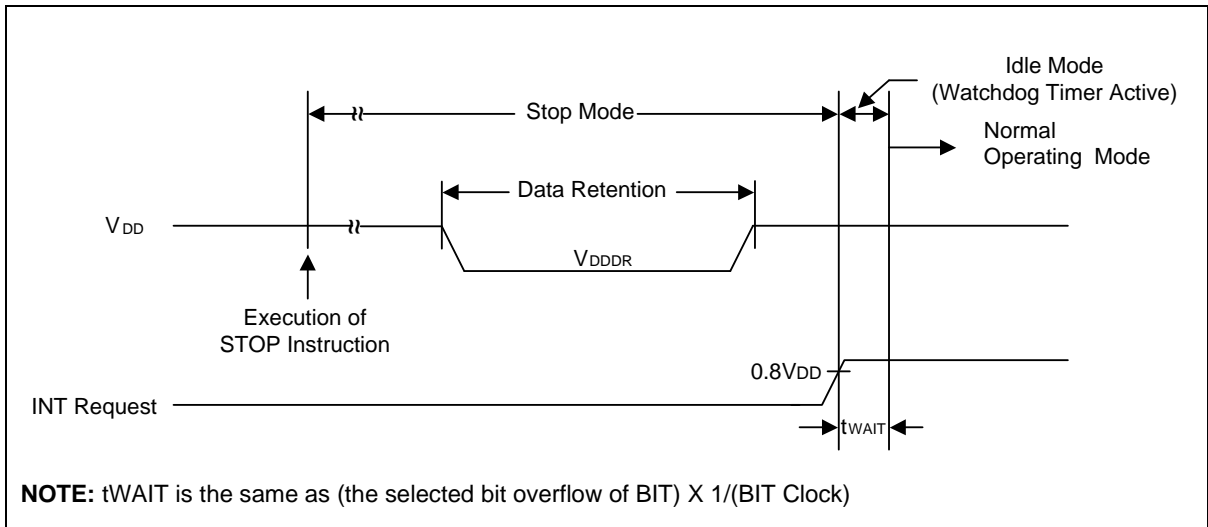 Idle Mode
(Watchdog Timer Active)
Stop Mode
Normal
Operating Mode
Data Retention
VDD
VDDDR
Execution of
STOP Instruction
0.8VDD
INT Request
tWAIT
NOTE: tWAIT is the same as (the selected bit overflow of BIT) X 1/(BIT Clock)